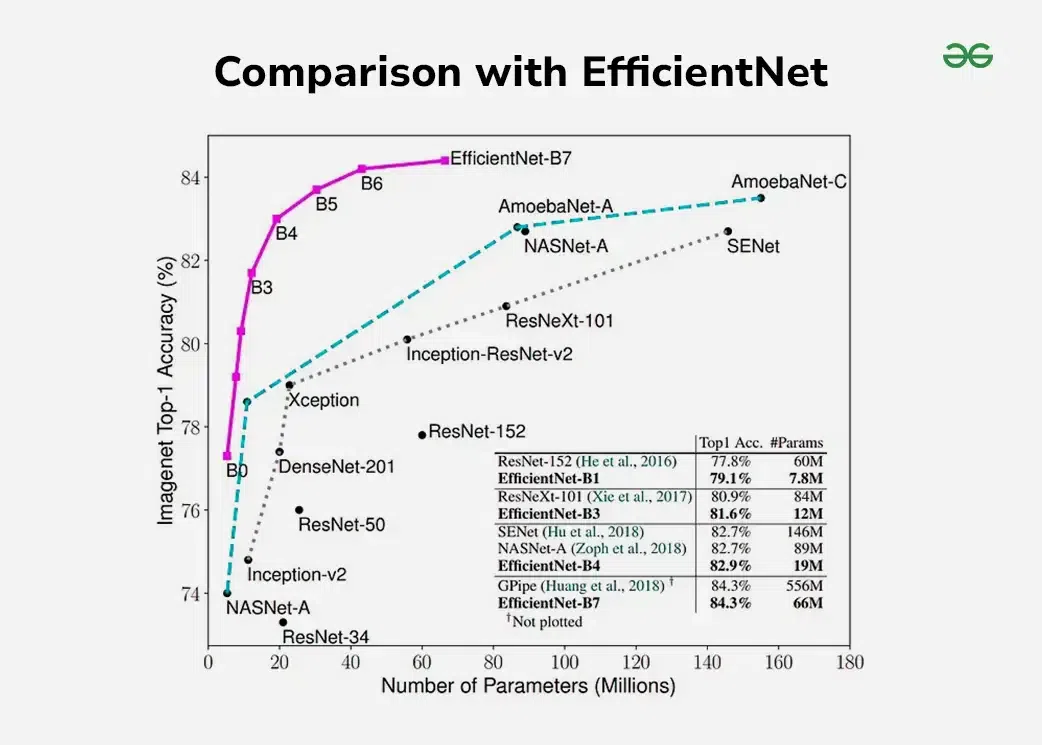 Comparison with EfficientNet
84
82
80
78
76
74
Imagenet Top-1 Accuracy (%)
EfficientNet-B7
B6
B5
B4
B3
B0
AmoebaNet-C
AmoebaNet-A
NASNet-A
SENet
ResNeXt-101
Inception-ResNet-v2
Xception
ResNet-152
DenseNet-201
ResNet-50
Inception-v2
NASNet-A
ResNet-34
Top1 Acc. #Params
ResNet-152 (He et al., 2016) 77.8% 60M
EfficientNet-B1 79.1% 7.8M
ResNeXt-101 (Xie et al., 2017) 80.9% 84M
EfficientNet-B3 81.6% 12M
SENet (Hu et al., 2018) 82.7% 146M
NASNet-A (Zoph et al., 2018) 82.7% 89M
EfficientNet-B4 82.9% 19M
GPipe (Huang et al., 2018) † 84.3% 556M
EfficientNet-B7 84.3% 66M
†Not plotted
0 20 40 60 80 100 120 140 160 180
Number of Parameters (Millions)